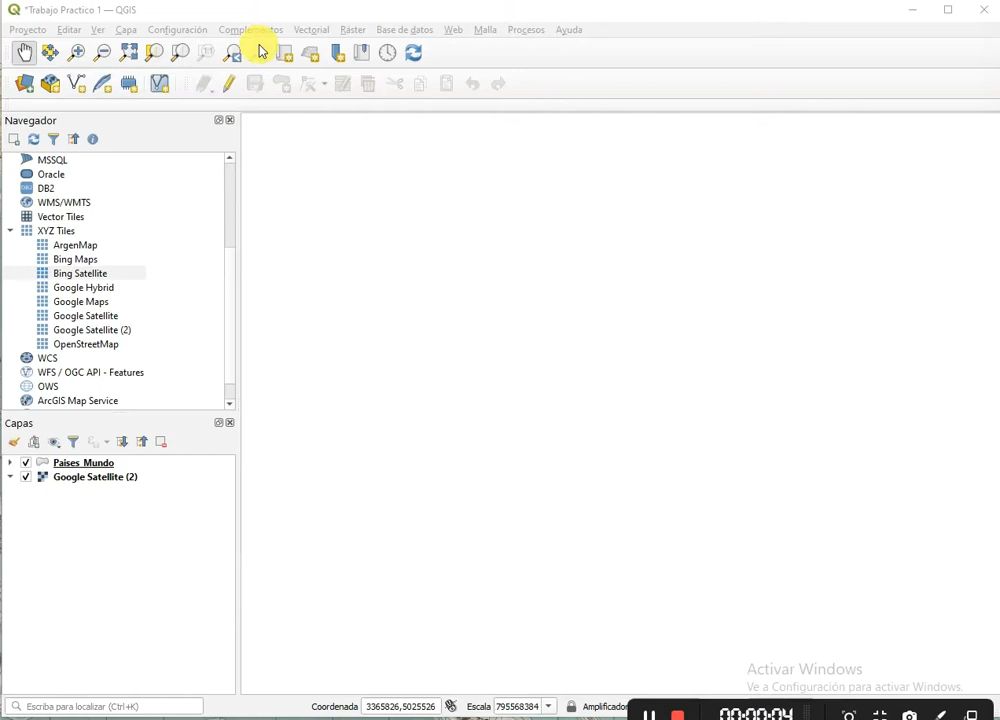 *Trabajo Practico 1 — QGIS
Proyecto Editar Ver Capa Configuración Complementos Vectorial Ráster Base de datos Web Malla Procesos Ayuda
Navegador
MSSQL
Oracle
DB2
WMS/WMTS
Vector Tiles
XYZ Tiles
ArgenMap
Bing Maps
Bing Satellite
Google Hybrid
Google Maps
Google Satellite
Google Satellite (2)
OpenStreetMap
WCS
WFS / OGC API - Features
OWS
ArcGIS Map Service
Capas
Paises_Mundo
Google Satellite (2)
Activar Windows
Ve a Configuración para activar Windows.
Escriba para localizar (Ctrl+K)
Coordenada 3365826,5025526 Escala 795568384 Amplificador
00:00:04